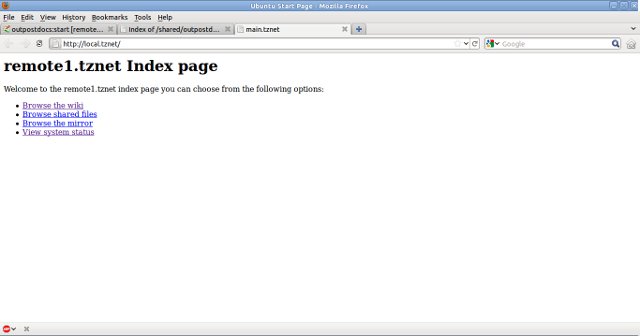 Ubuntu Start Page - Mozilla Firefox
File Edit View History Bookmarks Tools Help
outpostdocs:start [remote... Index of /shared/outpostd... main.tznet
http://local.tznet/ Google
remote1.tznet Index page
Welcome to the remote1.tznet index page you can choose from the following options:
Browse the wiki
Browse shared files
Browse the mirror
View system status